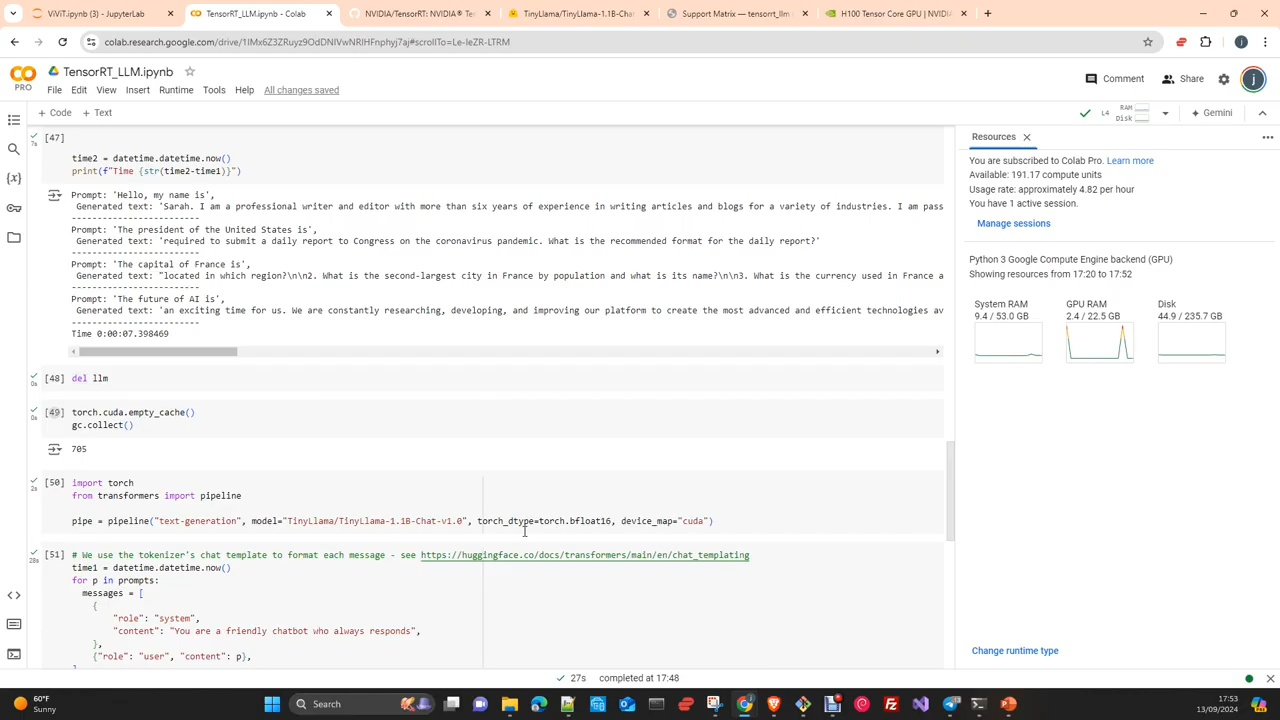 ViViT.ipynb - JupyterLab
TensorRT_LLM.ipynb - Colab
NVIDIA/TensorRT: NVIDIA® Te
TinyLlama/TinyLlama-1.1B-Chat
Support Matrix — tensorrt_llm
H100 Tensor Core GPU | NVIDIA
TensorRT_LLM.ipynb
PRO
File Edit View Insert Runtime Tools Help All changes saved
Comment
Share
j
+ Code + Text
L4
RAM
Disk
Gemini
[47]
7s
time2 = datetime.datetime.now()
print(f"Time {str(time2-time1)}")
Prompt: 'Hello, my name is',
Generated text: 'Sarah. I am a professional writer and editor with more than six years of experience in writing articles and blogs for a variety of industries. I am pass
------------------------
Prompt: 'The president of the United States is',
Generated text: 'required to submit a daily report to Congress on the coronavirus pandemic. What is the recommended format for the daily report?'
------------------------
Prompt: 'The capital of France is',
Generated text: "located in which region?\n\n2. What is the second-largest city in France by population and what is its name?\n\n3. What is the currency used in France a
------------------------
Prompt: 'The future of AI is',
Generated text: 'an exciting time for us. We are constantly researching, developing, and improving our platform to create the most advanced and efficient technologies av
------------------------
Time 0:00:07.398469
[48] del llm
0s
[49] torch.cuda.empty_cache()
0s
gc.collect()
705
[50] import torch
2s
from transformers import pipeline
pipe = pipeline("text-generation", model="TinyLlama/TinyLlama-1.1B-Chat-v1.0", torch_dtype=torch.bfloat16, device_map="cuda")
[51] # We use the tokenizer's chat template to format each message - see https://huggingface.co/docs/transformers/main/en/chat_templating
28s
time1 = datetime.datetime.now()
for p in prompts:
messages = [
{
"role": "system",
"content": "You are a friendly chatbot who always responds",
},
{"role": "user", "content": p},
Resources
You are subscribed to Colab Pro. Learn more
Available: 191.17 compute units
Usage rate: approximately 4.82 per hour
You have 1 active session.
Manage sessions
Python 3 Google Compute Engine backend (GPU)
Showing resources from 17:20 to 17:52
System RAM
9.4 / 53.0 GB
GPU RAM
2.4 / 22.5 GB
Disk
44.9 / 235.7 GB
Change runtime type
27s completed at 17:48
60°F
Sunny
Search
17:53
13/09/2024